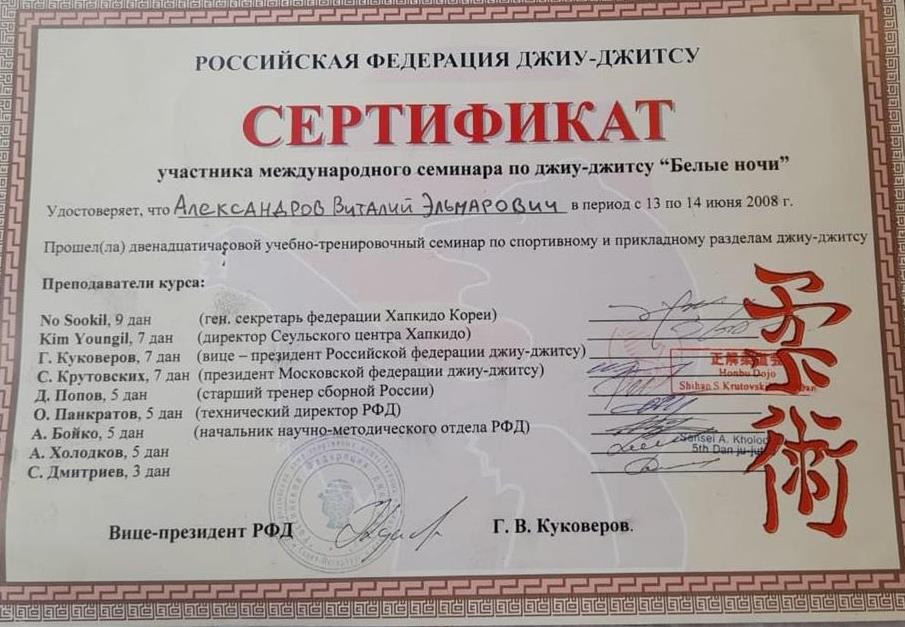 РОССИЙСКАЯ ФЕДЕРАЦИЯ ДЖИУ-ДЖИТСУ
СЕРТИФИКАТ
участника международного семинара по джиу-джитсу “Белые ночи”
Удостоверяет, что Александров Виталий Эльмарович в период с 13 по 14 июня 2008 г.
Прошел(ла) двенадцатичасовой учебно-тренировочный семинар по спортивному и прикладному разделам джиу-джитсу
Преподаватели курса:
No Sookil, 9 дан (ген. секретарь федерации Хапкидо Кореи)
Kim Youngil, 7 дан (директор Сеульского центра Хапкидо)
Г. Куковеров, 7 дан (вице – президент Российской федерации джиу-джитсу)
С. Крутовских, 7 дан (президент Московской федерации джиу-джитсу)
Д. Попов, 5 дан (старший тренер сборной России)
О. Панкратов, 5 дан (технический директор РФД)
А. Бойко, 5 дан (начальник научно-методического отдела РФД)
А. Холодков, 5 дан
С. Дмитриев, 3 дан
Honbu Dojo
Shihan S. Krutovskih
Sensei A. Kholod
5th Dan ju-jut
柔術
Вице-президент РФД Г. В. Куковеров.